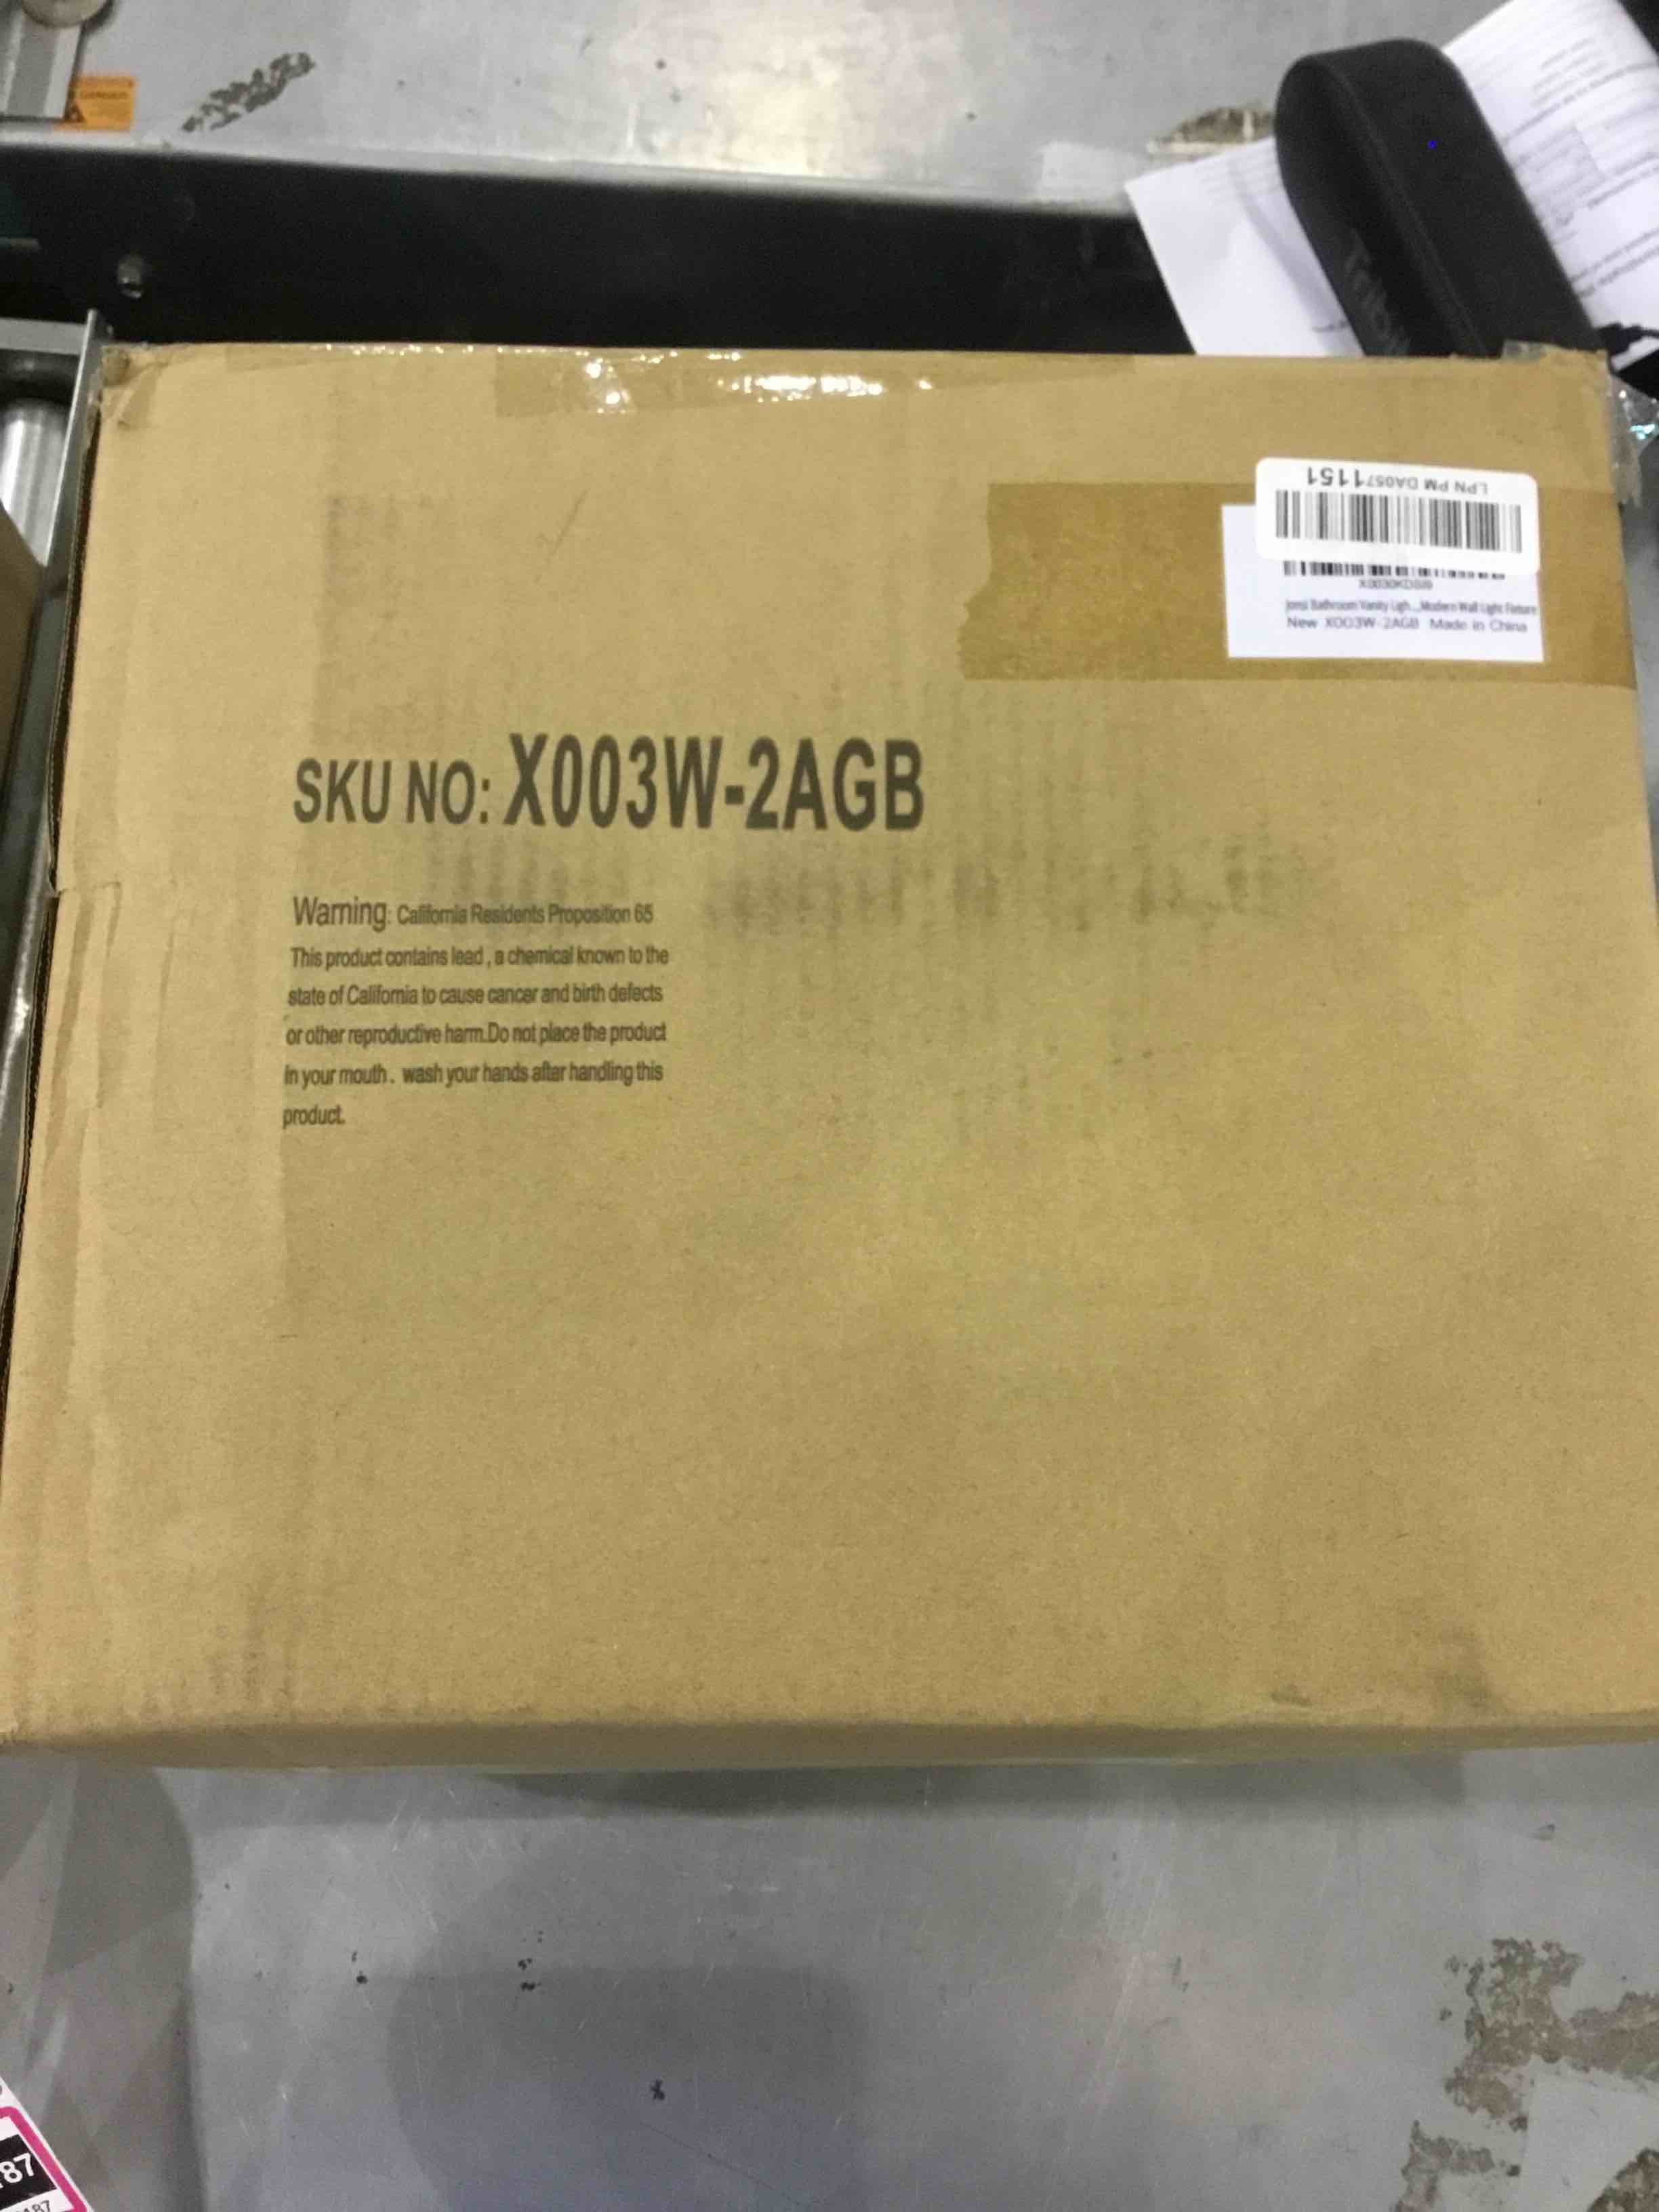 LPN PM DA0571151
Bathroom Vanity Ligh... Modern Wall Light Fixture
New X003W-2AGB Made in China
SKU NO: X003W-2AGB
Warning: California Residents Proposition 65
This product contains lead , a chemical known to the
state of California to cause cancer and birth defects
or other reproductive harm.Do not place the product
in your mouth . wash your hands after handling this
product.
87
187